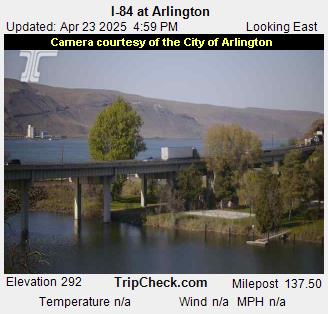 I-84 at Arlington
Updated: Apr 23 2025 4:59 PM Looking East
Camera courtesy of the City of Arlington
Elevation 292 TripCheck.com Milepost 137.50
Temperature n/a Wind n/a MPH n/a